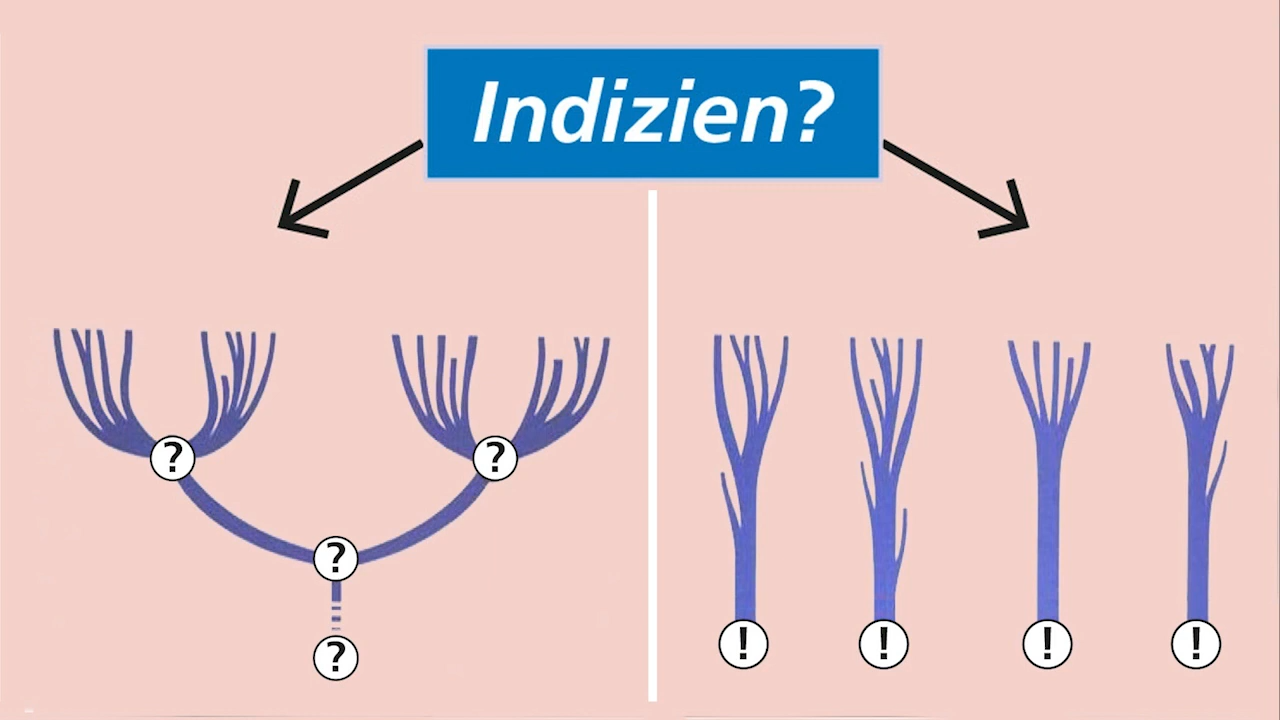 Indizien?
? ?
?
?
! ! ! !